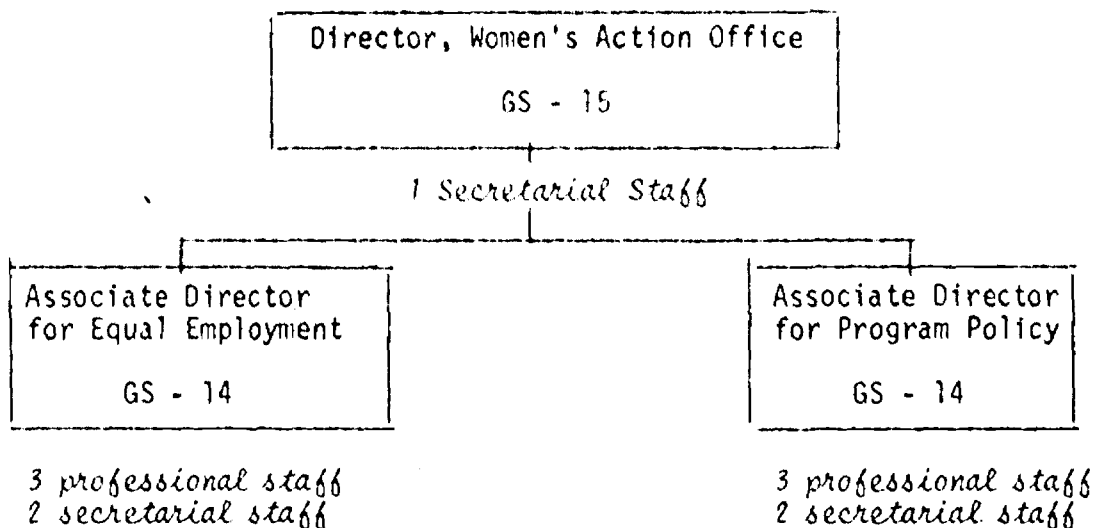 Director, Women's Action Office
GS - 15
1 Secretarial Staff
Associate Director
for Equal Employment
GS - 14
3 professional staff
2 secretarial staff
Associate Director
for Program Policy
GS - 14
3 professional staff
2 secretarial staff